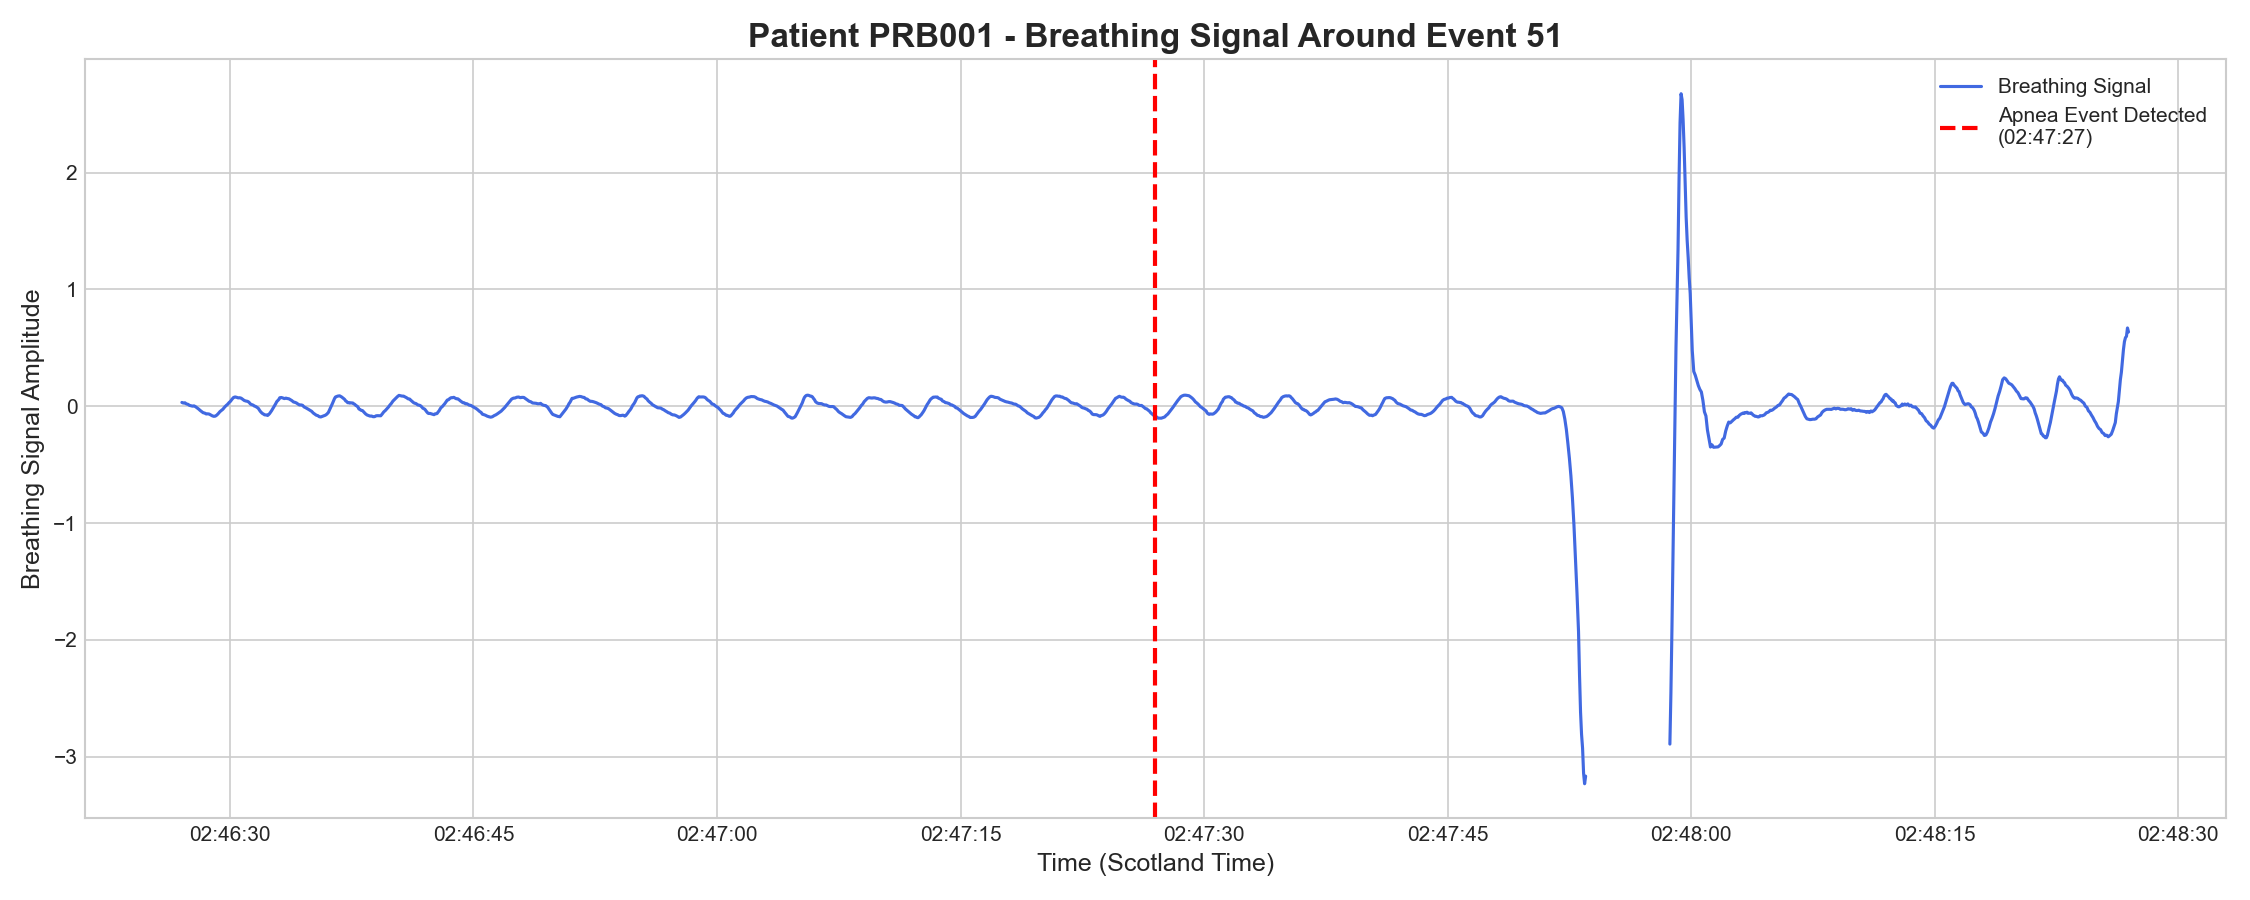 Patient PRB001 - Breathing Signal Around Event 51
Breathing Signal
Apnea Event Detected
(02:47:27)
Breathing Signal Amplitude
2
1
0
−1
−2
−3
02:46:30 02:46:45 02:47:00 02:47:15 02:47:30 02:47:45 02:48:00 02:48:15 02:48:30
Time (Scotland Time)